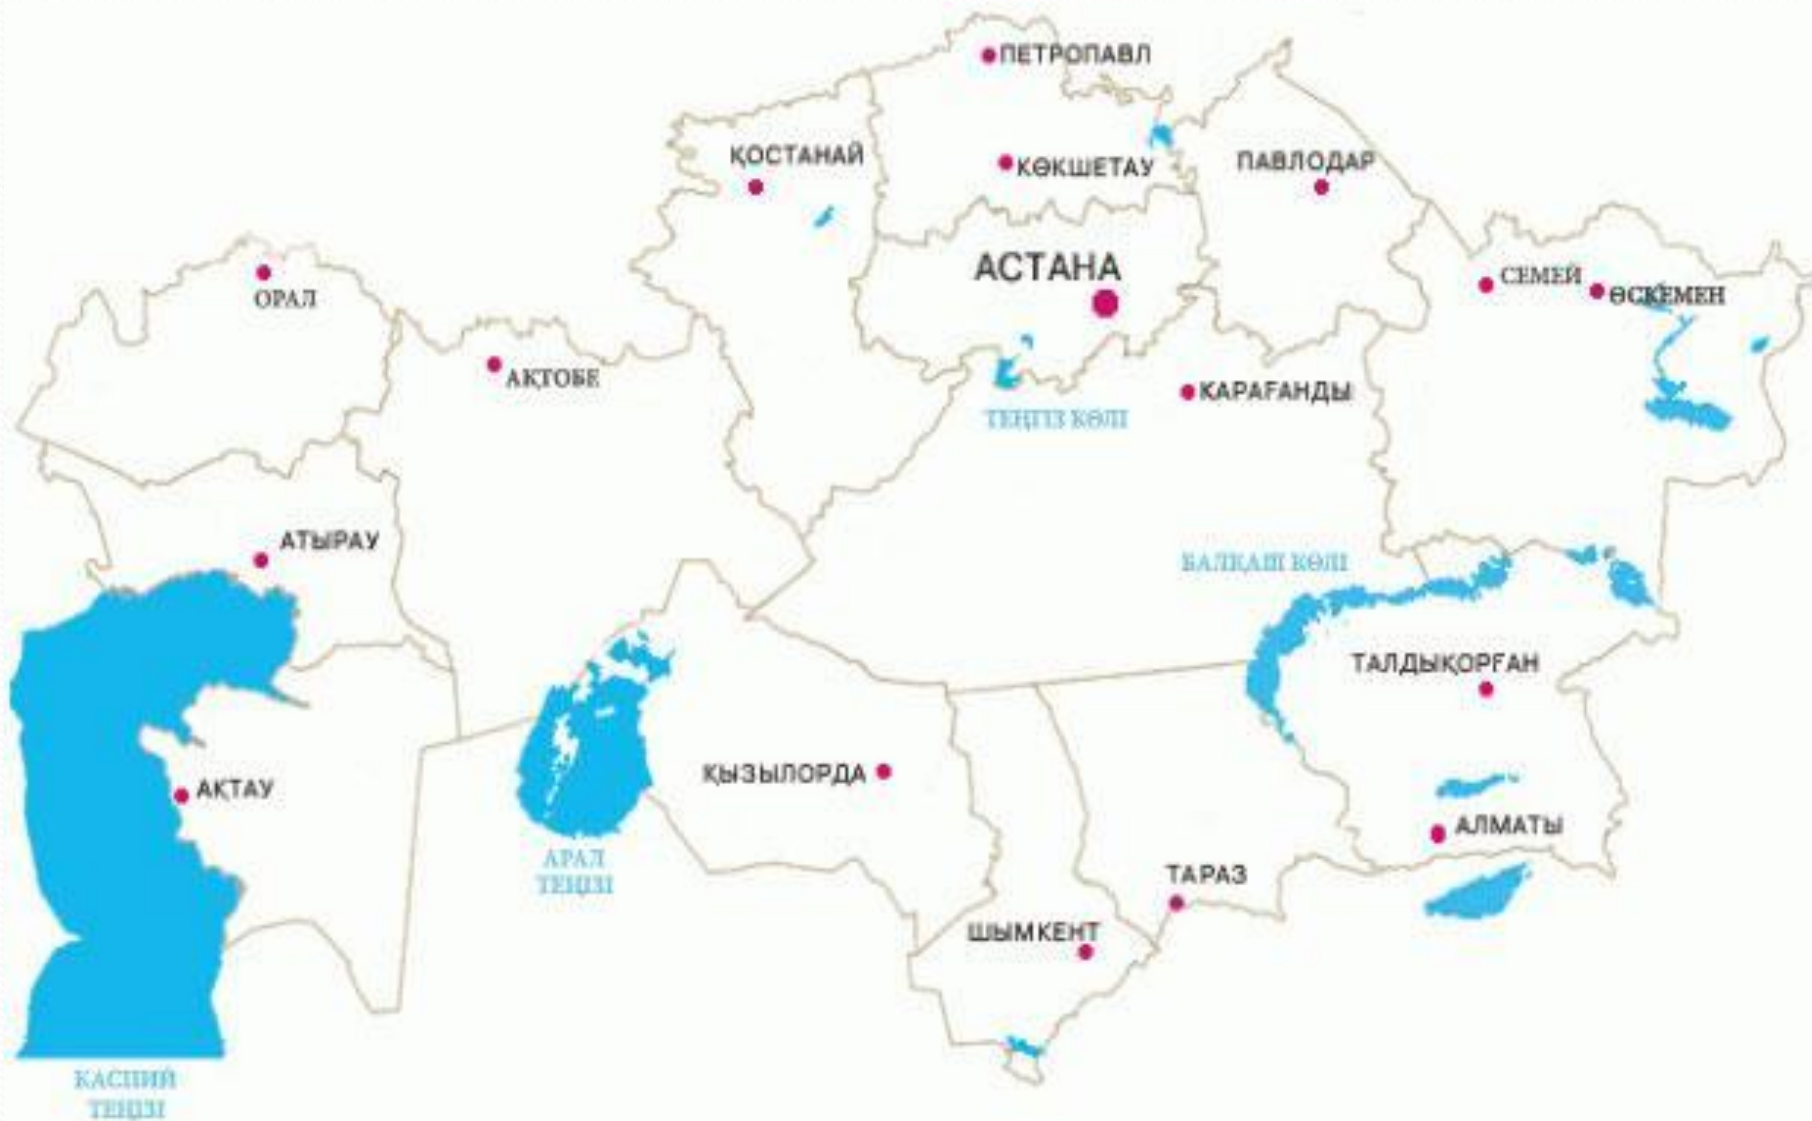 ПЕТРОПАВЛ
ҚОСТАНАЙ
КӨКШЕТАУ
ПАВЛОДАР
АСТАНА
СЕМЕЙ
ӨСКЕМЕН
ОРАЛ
АҚТОБЕ
ҚАРАҒАНДЫ
ТЕҢІЗ КӨЛІ
АТЫРАУ
БАЛҚАШ КӨЛІ
ТАЛДЫҚОРҒАН
ҚЫЗЫЛОРДА
АҚТАУ
АЛМАТЫ
АРАЛ
ТЕҢІЗІ
ТАРАЗ
ШЫМКЕНТ
КАСПИЙ
ТЕҢІЗІ